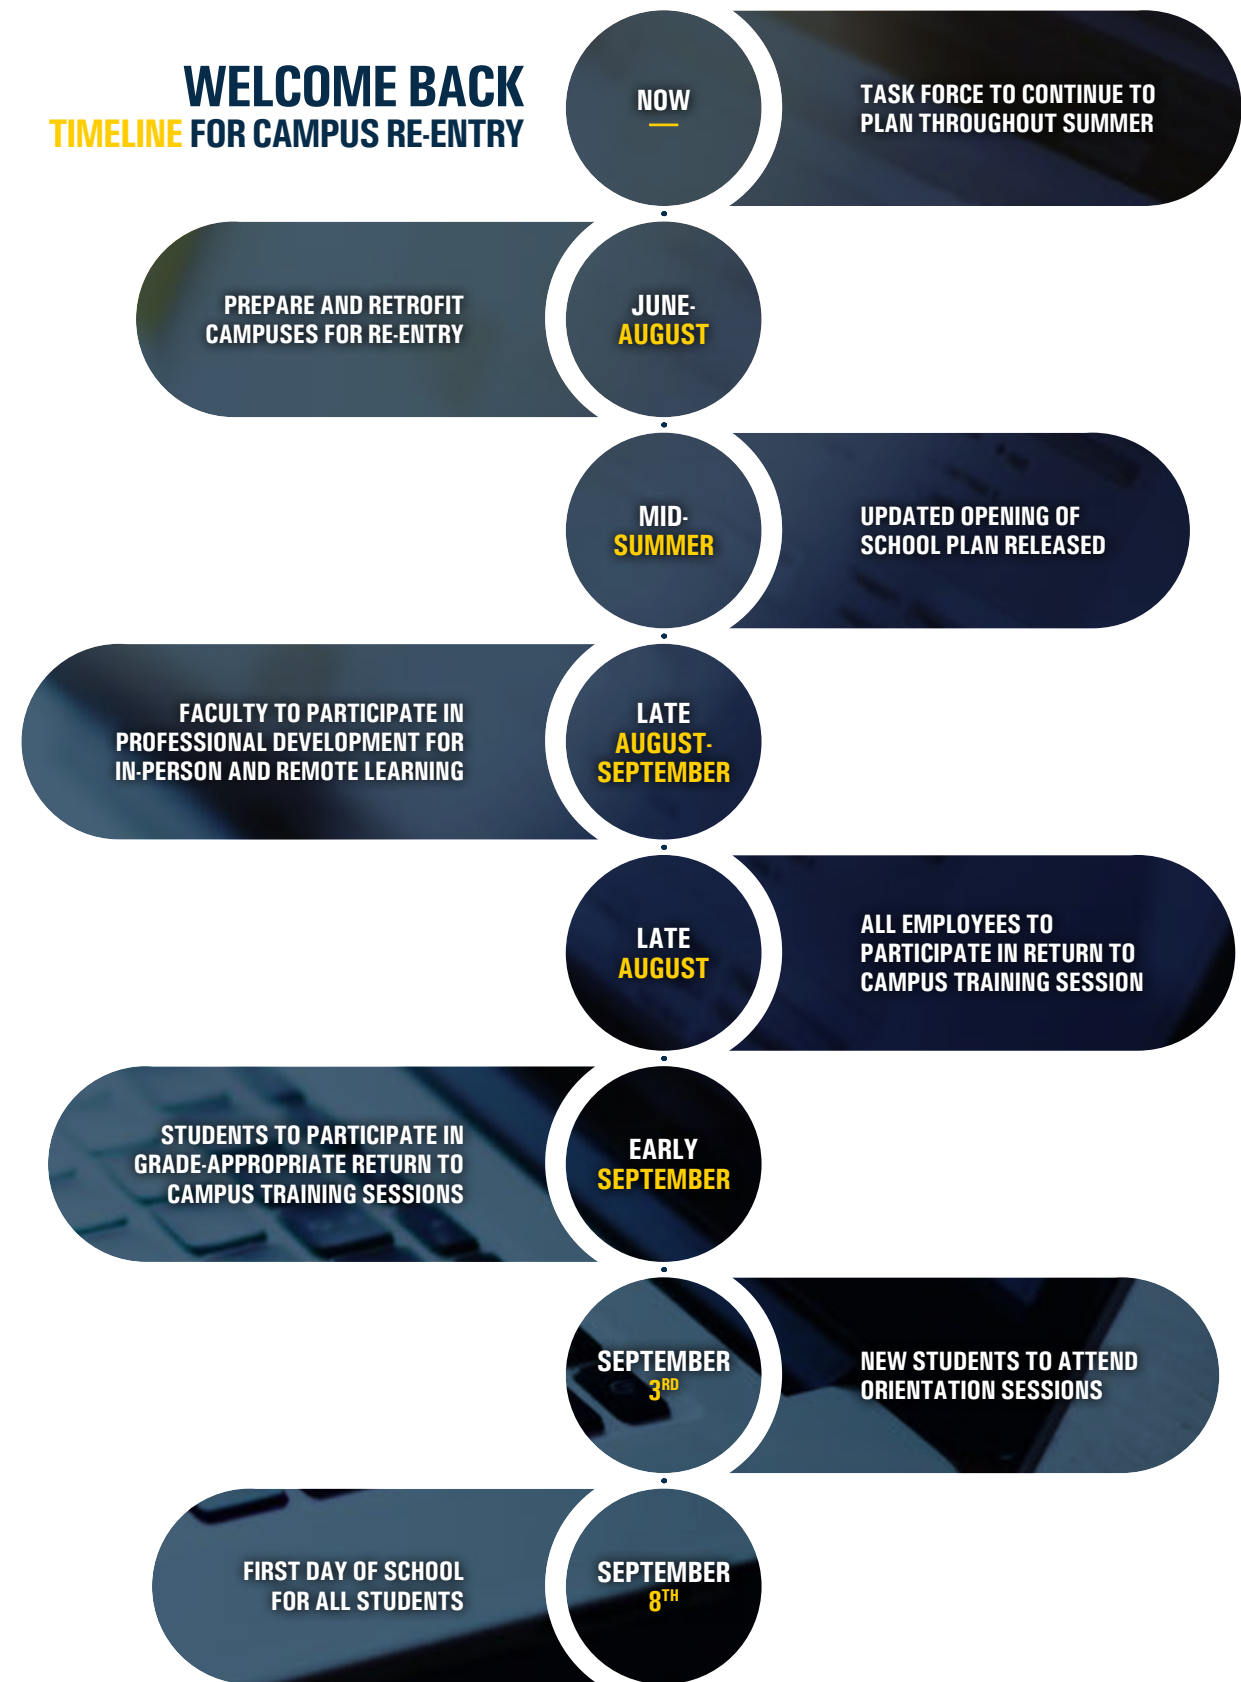 WELCOME BACK
TIMELINE FOR CAMPUS RE-ENTRY
NOW
TASK FORCE TO CONTINUE TO
PLAN THROUGHOUT SUMMER
JUNE-
AUGUST
PREPARE AND RETROFIT
CAMPUSES FOR RE-ENTRY
MID-
SUMMER
UPDATED OPENING OF
SCHOOL PLAN RELEASED
LATE
AUGUST-
SEPTEMBER
FACULTY TO PARTICIPATE IN
PROFESSIONAL DEVELOPMENT FOR
IN-PERSON AND REMOTE LEARNING
LATE
AUGUST
ALL EMPLOYEES TO
PARTICIPATE IN RETURN TO
CAMPUS TRAINING SESSION
EARLY
SEPTEMBER
STUDENTS TO PARTICIPATE IN
GRADE-APPROPRIATE RETURN TO
CAMPUS TRAINING SESSIONS
SEPTEMBER
3RD
NEW STUDENTS TO ATTEND
ORIENTATION SESSIONS
SEPTEMBER
8TH
FIRST DAY OF SCHOOL
FOR ALL STUDENTS